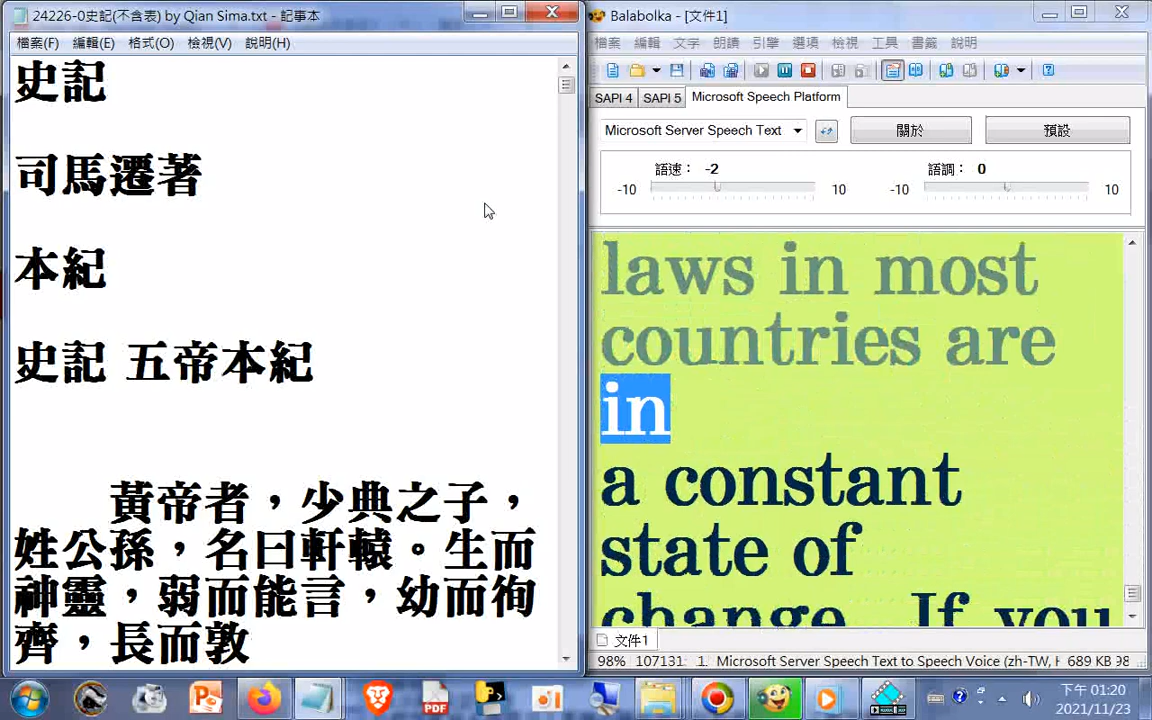 24226-0史記(不含表) by Qian Sima.txt - 記事本
檔案(F) 編輯(E) 格式(O) 檢視(V) 說明(H)
史記
司馬遷著
本紀
史記 五帝本紀
黃帝者，少典之子，
姓公孫，名曰軒轅。生而
神靈，弱而能言，幼而徇
齊，長而敦
Balabolka - [文件1]
檔案 編輯 文字 朗讀 引擎 選項 檢視 工具 書籤 說明
SAPI 4 SAPI 5 Microsoft Speech Platform
Microsoft Server Speech Text 關於 預設
語速： -2 語調： 0
-10 10 -10 10
laws in most
countries are
in
a constant
state of
change. If you
文件1
98% 107131: 1. Microsoft Server Speech Text to Speech Voice (zh-TW, H 689 KB 98
PDF
下午 01:20
2021/11/23